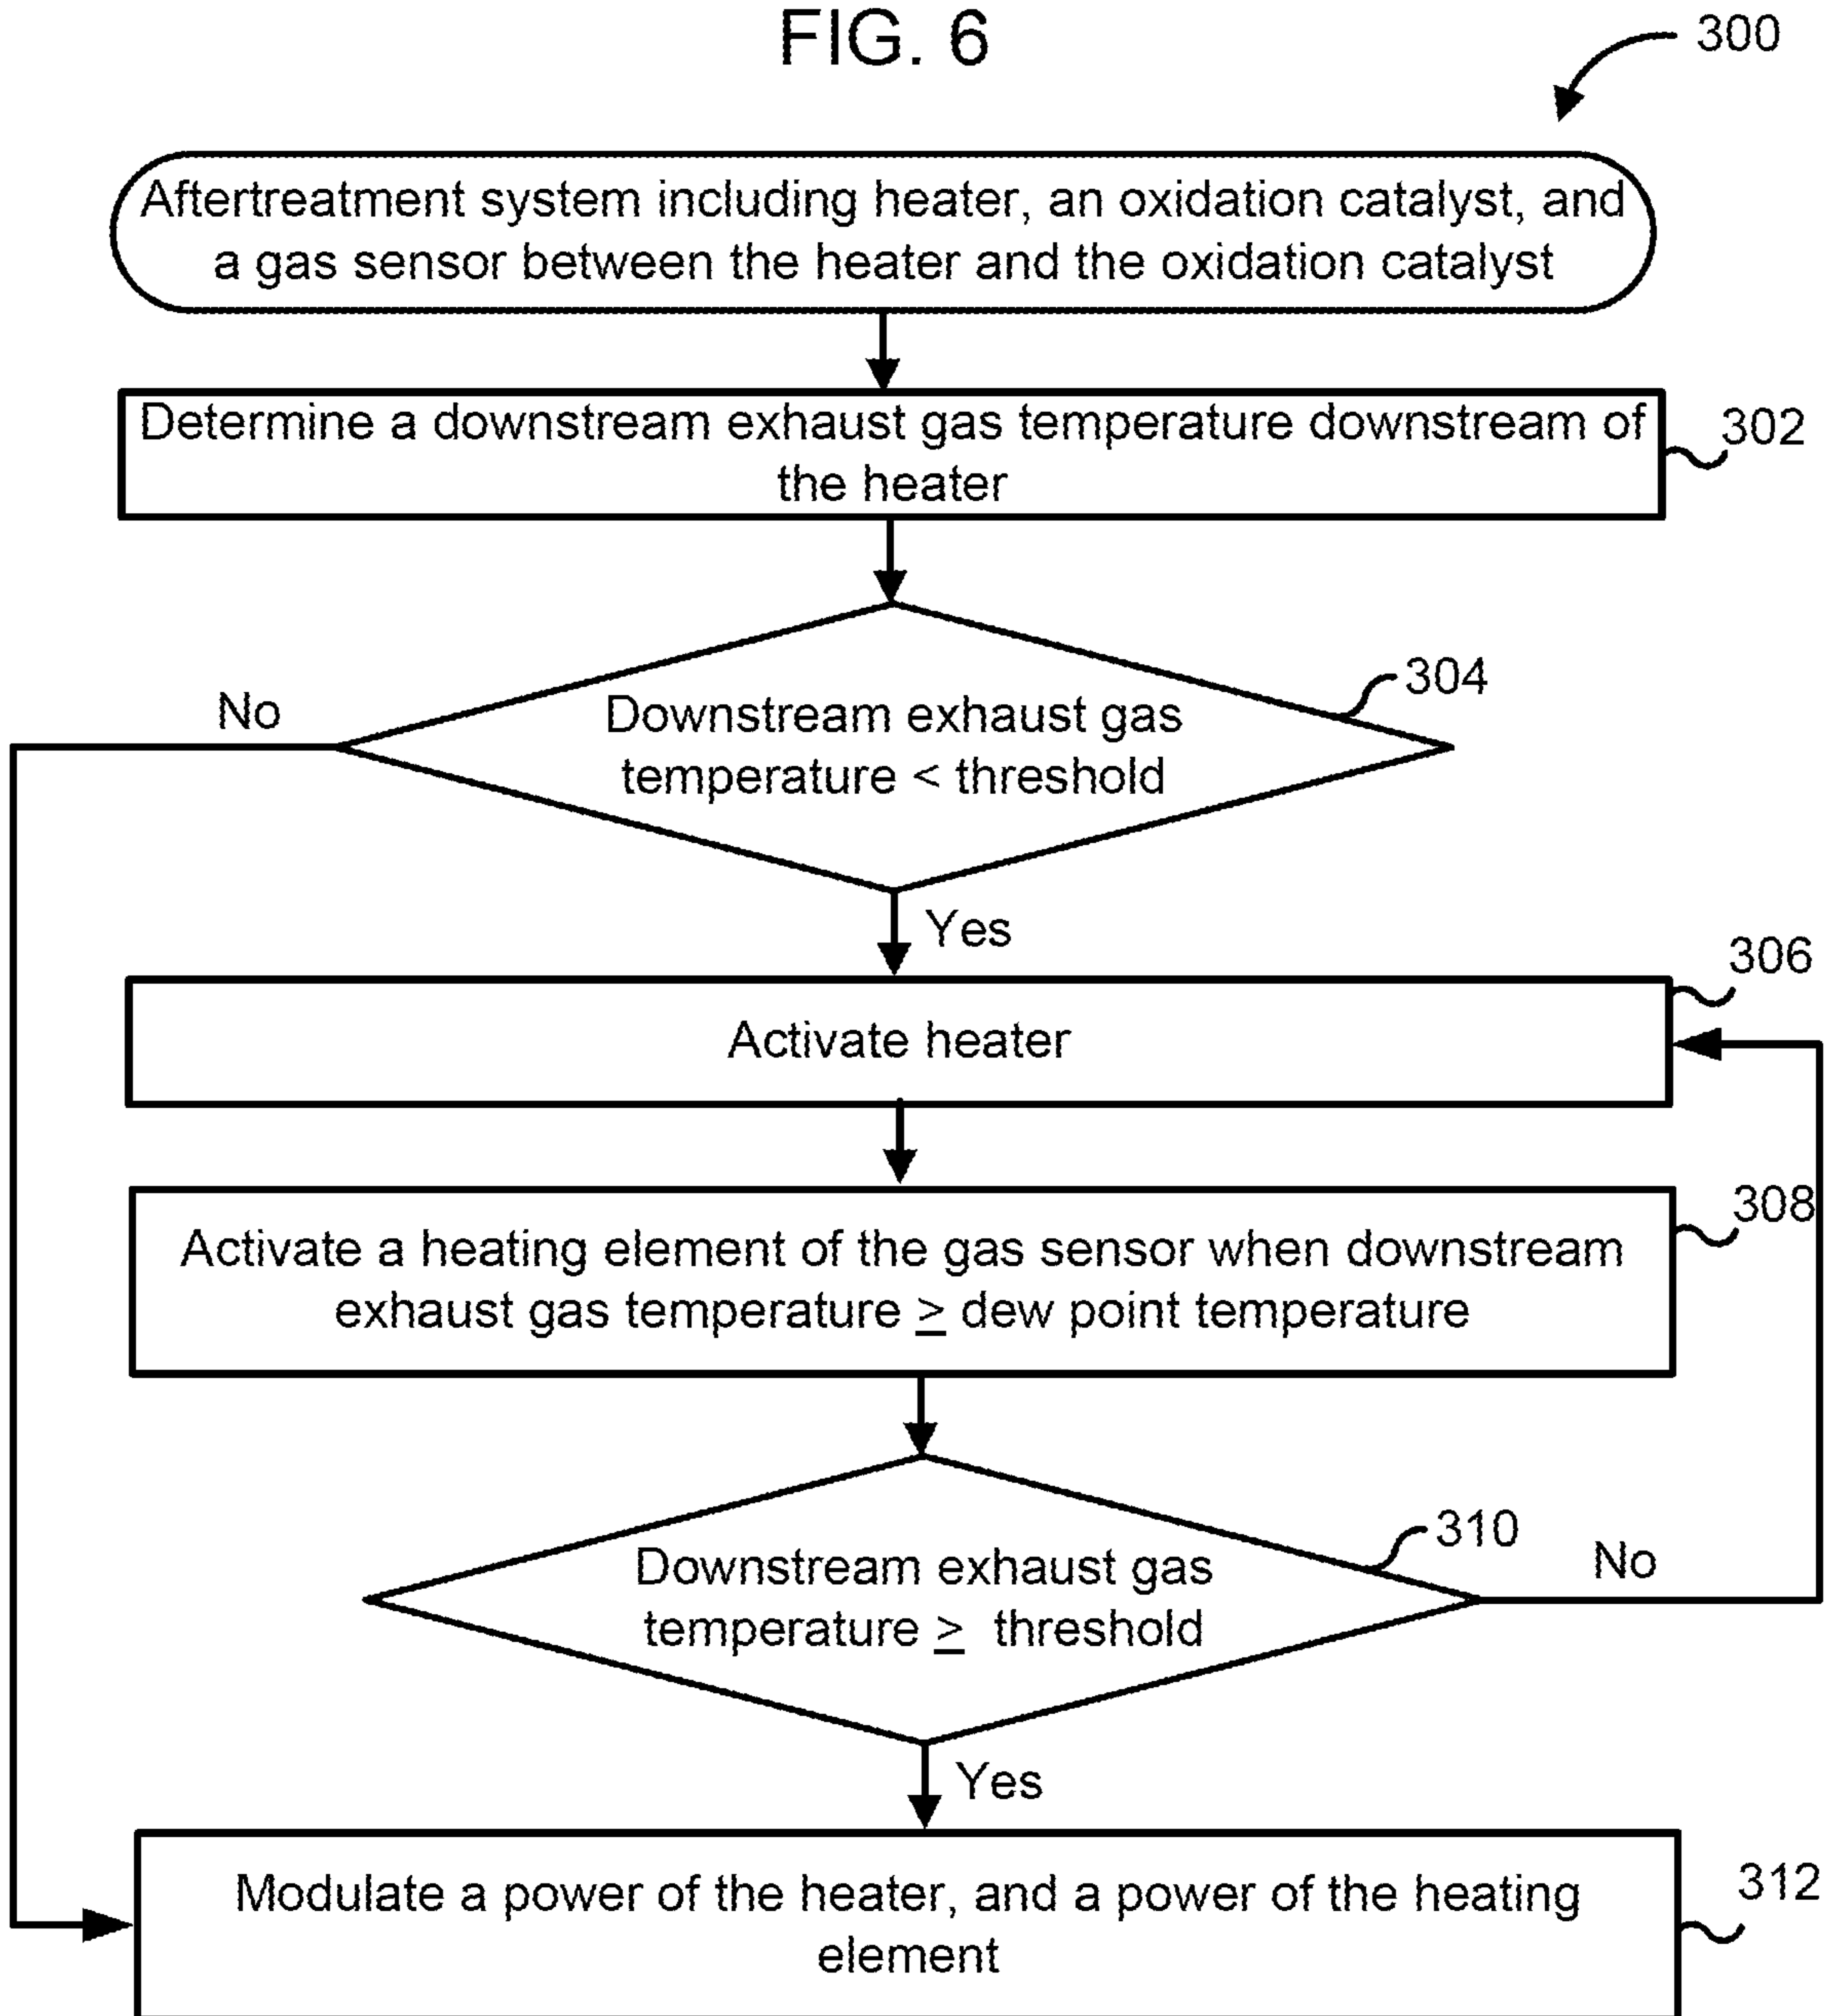 FIG. 6
300
Aftertreatment system including heater, an oxidation catalyst, and
a gas sensor between the heater and the oxidation catalyst
Determine a downstream exhaust gas temperature downstream of
the heater
302
304
Downstream exhaust gas
temperature < threshold
No
Yes
306
Activate heater
308
Activate a heating element of the gas sensor when downstream
exhaust gas temperature ≥ dew point temperature
310
Downstream exhaust gas
temperature ≥ threshold
No
Yes
312
Modulate a power of the heater, and a power of the heating
element